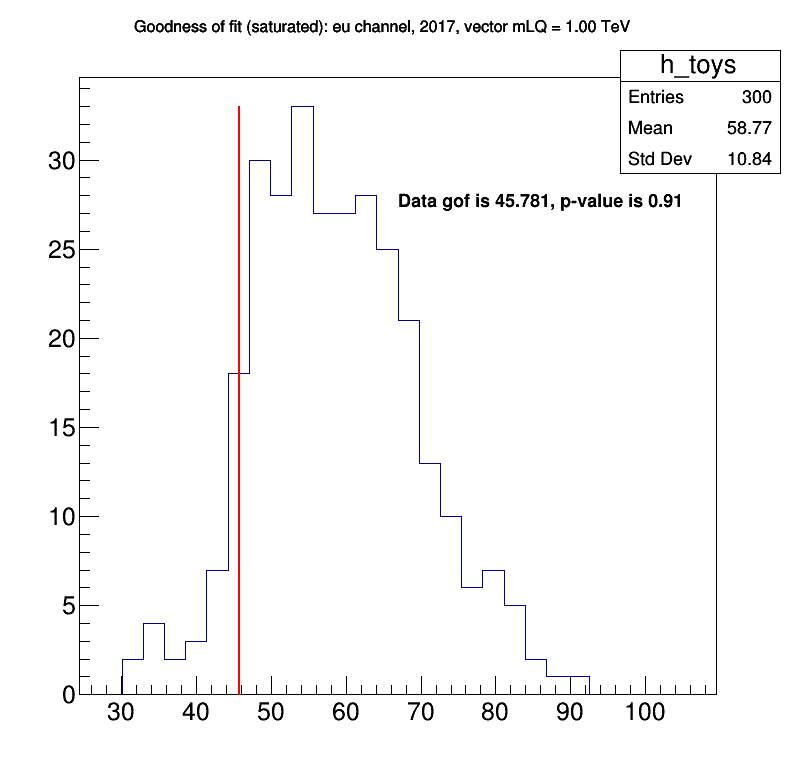 Goodness of fit (saturated): eu channel, 2017, vector mLQ = 1.00 TeV
h_toys
Entries 300
Mean 58.77
Std Dev 10.84
Data gof is 45.781, p-value is 0.91
30
25
20
15
10
5
0
30 40 50 60 70 80 90 100